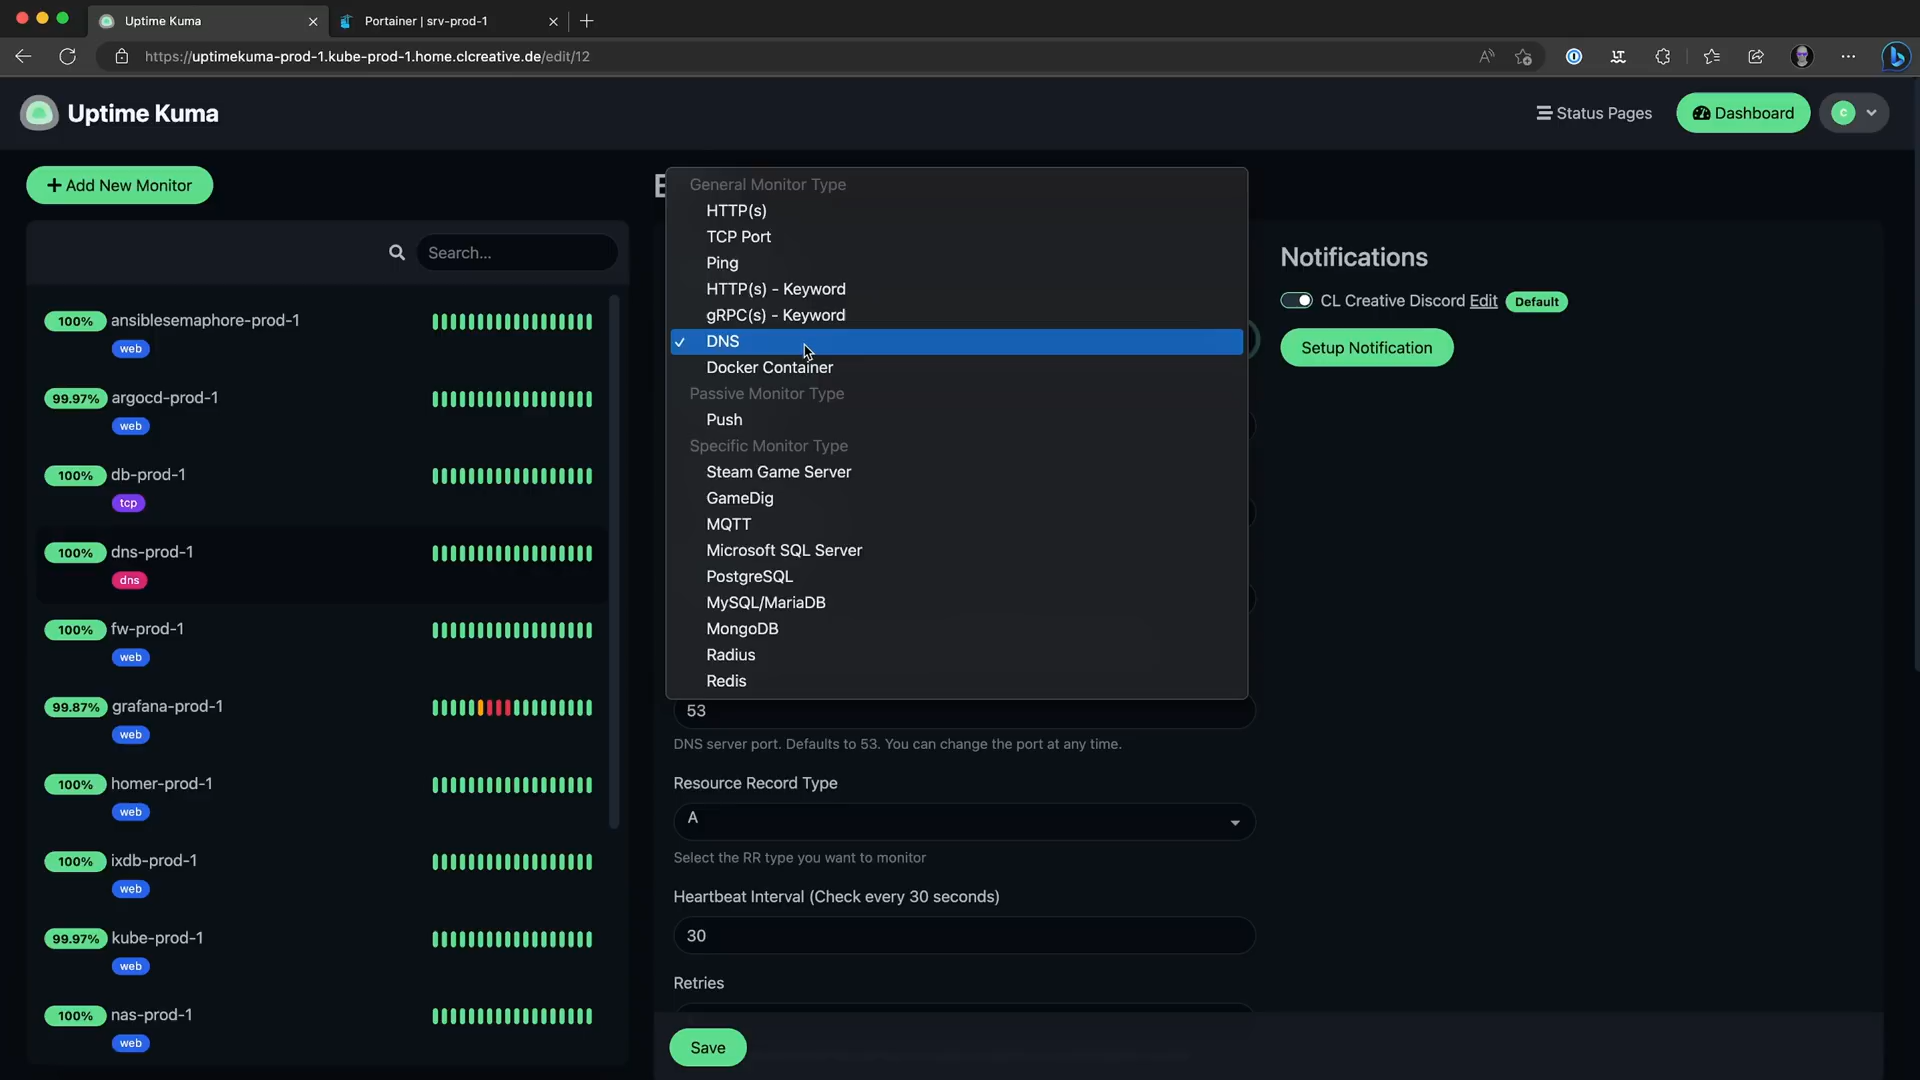 Uptime Kuma
Portainer | srv-prod-1
https://uptimekuma-prod-1.kube-prod-1.home.clcreative.de/edit/12
Uptime Kuma
Status Pages
Dashboard
C
Add New Monitor
Search...
100% ansiblesemaphore-prod-1
web
99.97% argocd-prod-1
web
100% db-prod-1
tcp
100% dns-prod-1
dns
100% fw-prod-1
web
99.87% grafana-prod-1
web
100% homer-prod-1
web
100% ixdb-prod-1
web
99.97% kube-prod-1
web
100% nas-prod-1
web
General Monitor Type
HTTP(s)
TCP Port
Ping
HTTP(s) - Keyword
gRPC(s) - Keyword
DNS
Docker Container
Passive Monitor Type
Push
Specific Monitor Type
Steam Game Server
GameDig
MQTT
Microsoft SQL Server
PostgreSQL
MySQL/MariaDB
MongoDB
Radius
Redis
53
DNS server port. Defaults to 53. You can change the port at any time.
Resource Record Type
A
Select the RR type you want to monitor
Heartbeat Interval (Check every 30 seconds)
30
Retries
Save
Notifications
CL Creative Discord Edit Default
Setup Notification